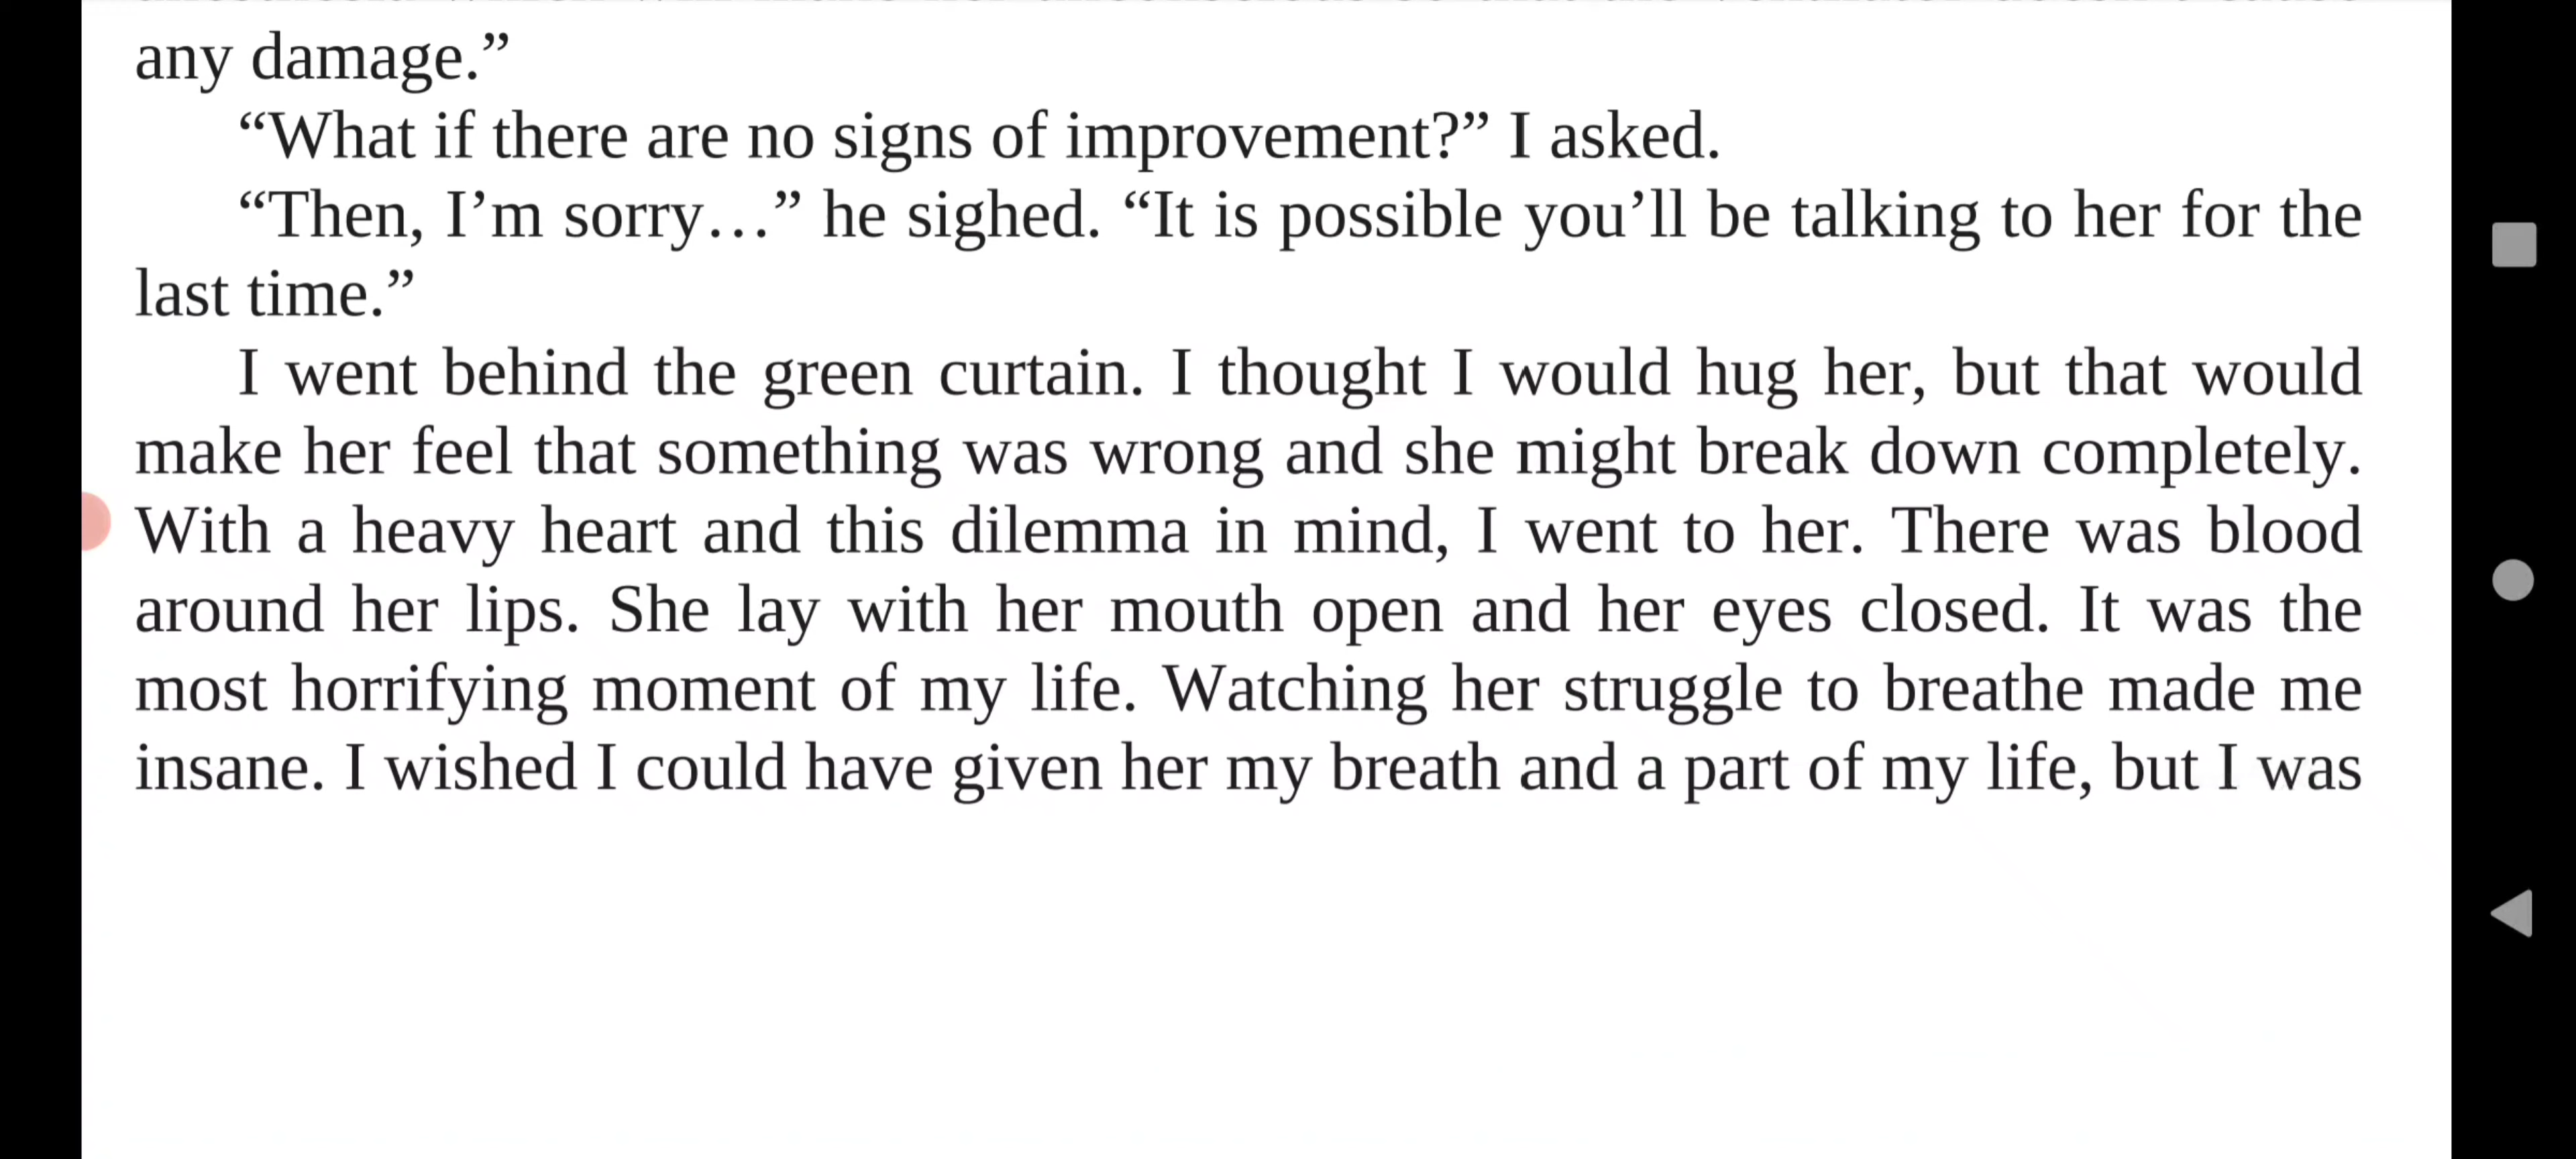 any damage.”
“What if there are no signs of improvement?” I asked.
“Then, I’m sorry…” he sighed. “It is possible you’ll be talking to her for the
last time.”
I went behind the green curtain. I thought I would hug her, but that would
make her feel that something was wrong and she might break down completely.
With a heavy heart and this dilemma in mind, I went to her. There was blood
around her lips. She lay with her mouth open and her eyes closed. It was the
most horrifying moment of my life. Watching her struggle to breathe made me
insane. I wished I could have given her my breath and a part of my life, but I was